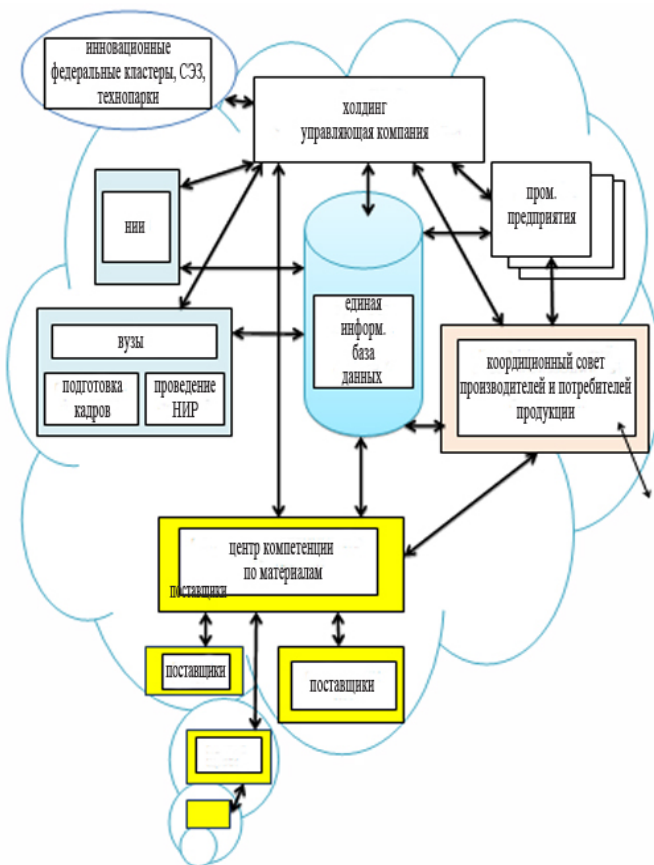 инновационные
федеральные кластеры, СЭЗ,
технопарки
холдинг
управляющая компания
нии
пром.
предприятия
единая
информ.
база
данных
вузы
подготовка
кадров
проведение
НИР
координционный совет
производителей и потребителей
продукции
центр компетенции
по материалам
поставщики
поставщики
поставщики